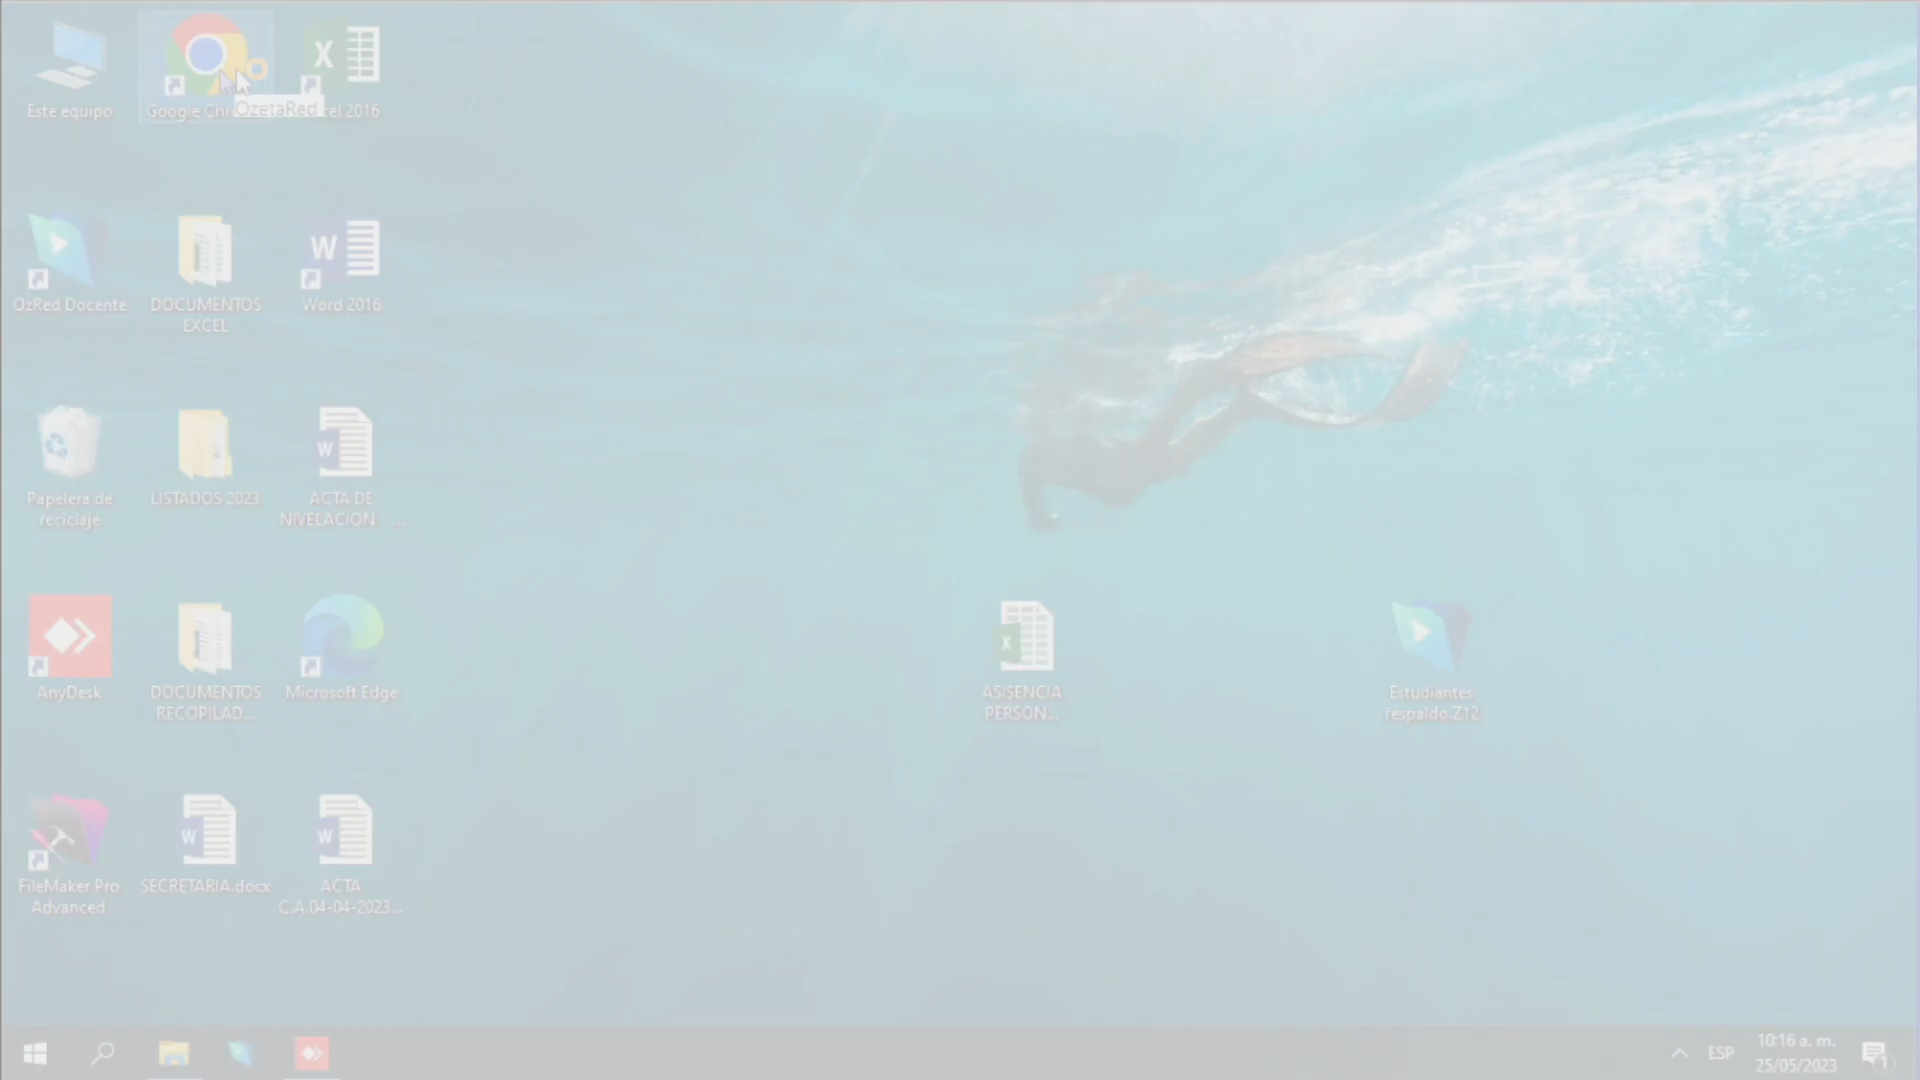 Este equipo
Google Chr
OzetaRed
cel 2016
OzRed Docente
DOCUMENTOS
EXCEL
Word 2016
Papelera de
reciclaje
LISTADOS 2023
ACTA DE
NIVELACION ...
AnyDesk
DOCUMENTOS
RECOPILAD...
Microsoft Edge
ASISENCIA
PERSON...
Estudiantes
respaldo.Z12
FileMaker Pro
Advanced
SECRETARIA.docx
ACTA
C.A.04-04-2023...
ESP
10:16 a. m.
25/05/2023
1